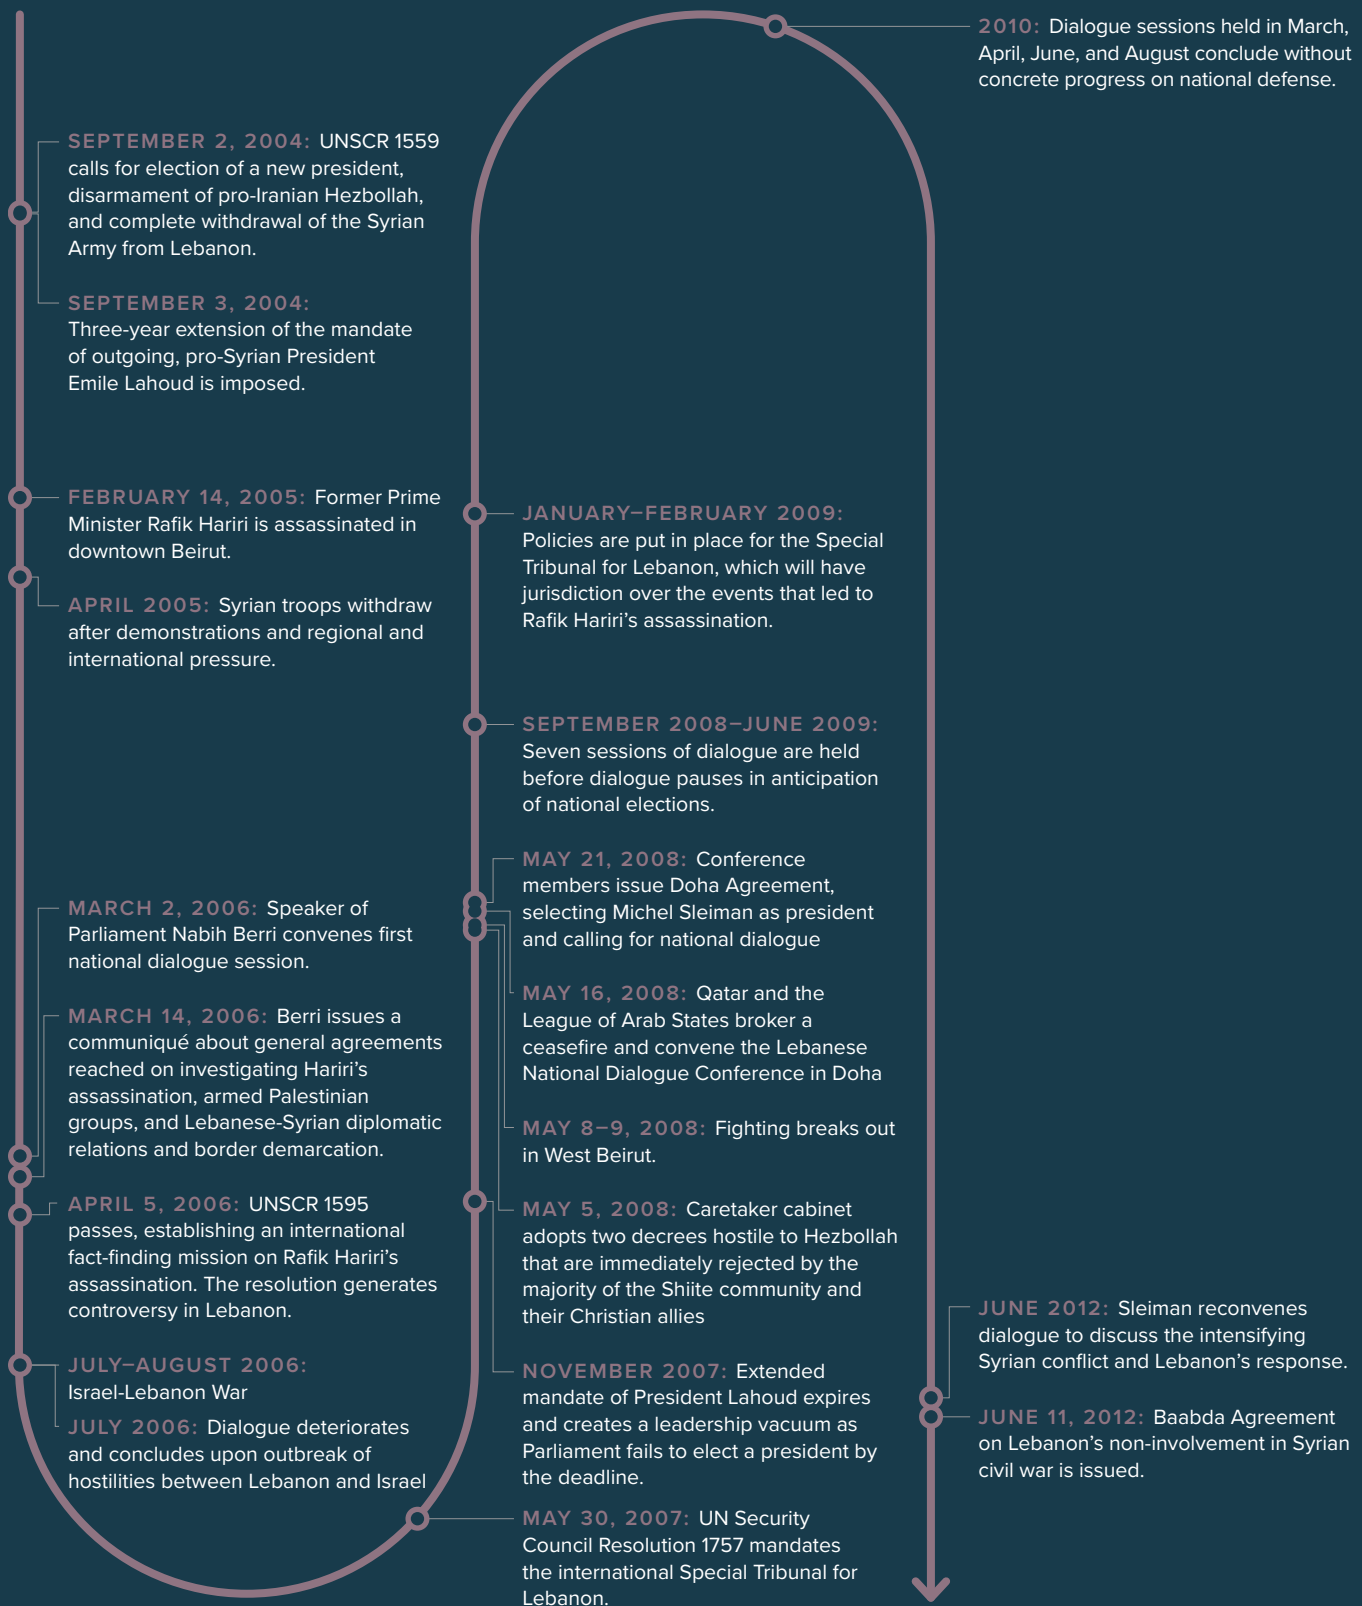 SEPTEMBER 2, 2004: UNSCR 1559
calls for election of a new president,
disarmament of pro-Iranian Hezbollah,
and complete withdrawal of the Syrian
Army from Lebanon.
SEPTEMBER 3, 2004:
Three-year extension of the mandate
of outgoing, pro-Syrian President
Emile Lahoud is imposed.
FEBRUARY 14, 2005: Former Prime
Minister Rafik Hariri is assassinated in
downtown Beirut.
APRIL 2005: Syrian troops withdraw
after demonstrations and regional and
international pressure.
MARCH 2, 2006: Speaker of
Parliament Nabih Berri convenes first
national dialogue session.
MARCH 14, 2006: Berri issues a
communiqué about general agreements
reached on investigating Hariri's
assassination, armed Palestinian
groups, and Lebanese-Syrian diplomatic
relations and border demarcation.
APRIL 5, 2006: UNSCR 1595
passes, establishing an international
fact-finding mission on Rafik Hariri's
assassination. The resolution generates
controversy in Lebanon.
JULY–AUGUST 2006:
Israel-Lebanon War
JULY 2006: Dialogue deteriorates
and concludes upon outbreak of
hostilities between Lebanon and Israel
JANUARY–FEBRUARY 2009:
Policies are put in place for the Special
Tribunal for Lebanon, which will have
jurisdiction over the events that led to
Rafik Hariri's assassination.
SEPTEMBER 2008–JUNE 2009:
Seven sessions of dialogue are held
before dialogue pauses in anticipation
of national elections.
MAY 21, 2008: Conference
members issue Doha Agreement,
selecting Michel Sleiman as president
and calling for national dialogue
MAY 16, 2008: Qatar and the
League of Arab States broker a
ceasefire and convene the Lebanese
National Dialogue Conference in Doha
MAY 8–9, 2008: Fighting breaks out
in West Beirut.
MAY 5, 2008: Caretaker cabinet
adopts two decrees hostile to Hezbollah
that are immediately rejected by the
majority of the Shiite community and
their Christian allies
NOVEMBER 2007: Extended
mandate of President Lahoud expires
and creates a leadership vacuum as
Parliament fails to elect a president by
the deadline.
MAY 30, 2007: UN Security
Council Resolution 1757 mandates
the international Special Tribunal for
Lebanon.
2010: Dialogue sessions held in March,
April, June, and August conclude without
concrete progress on national defense.
JUNE 2012: Sleiman reconvenes
dialogue to discuss the intensifying
Syrian conflict and Lebanon's response.
JUNE 11, 2012: Baabda Agreement
on Lebanon's non-involvement in Syrian
civil war is issued.